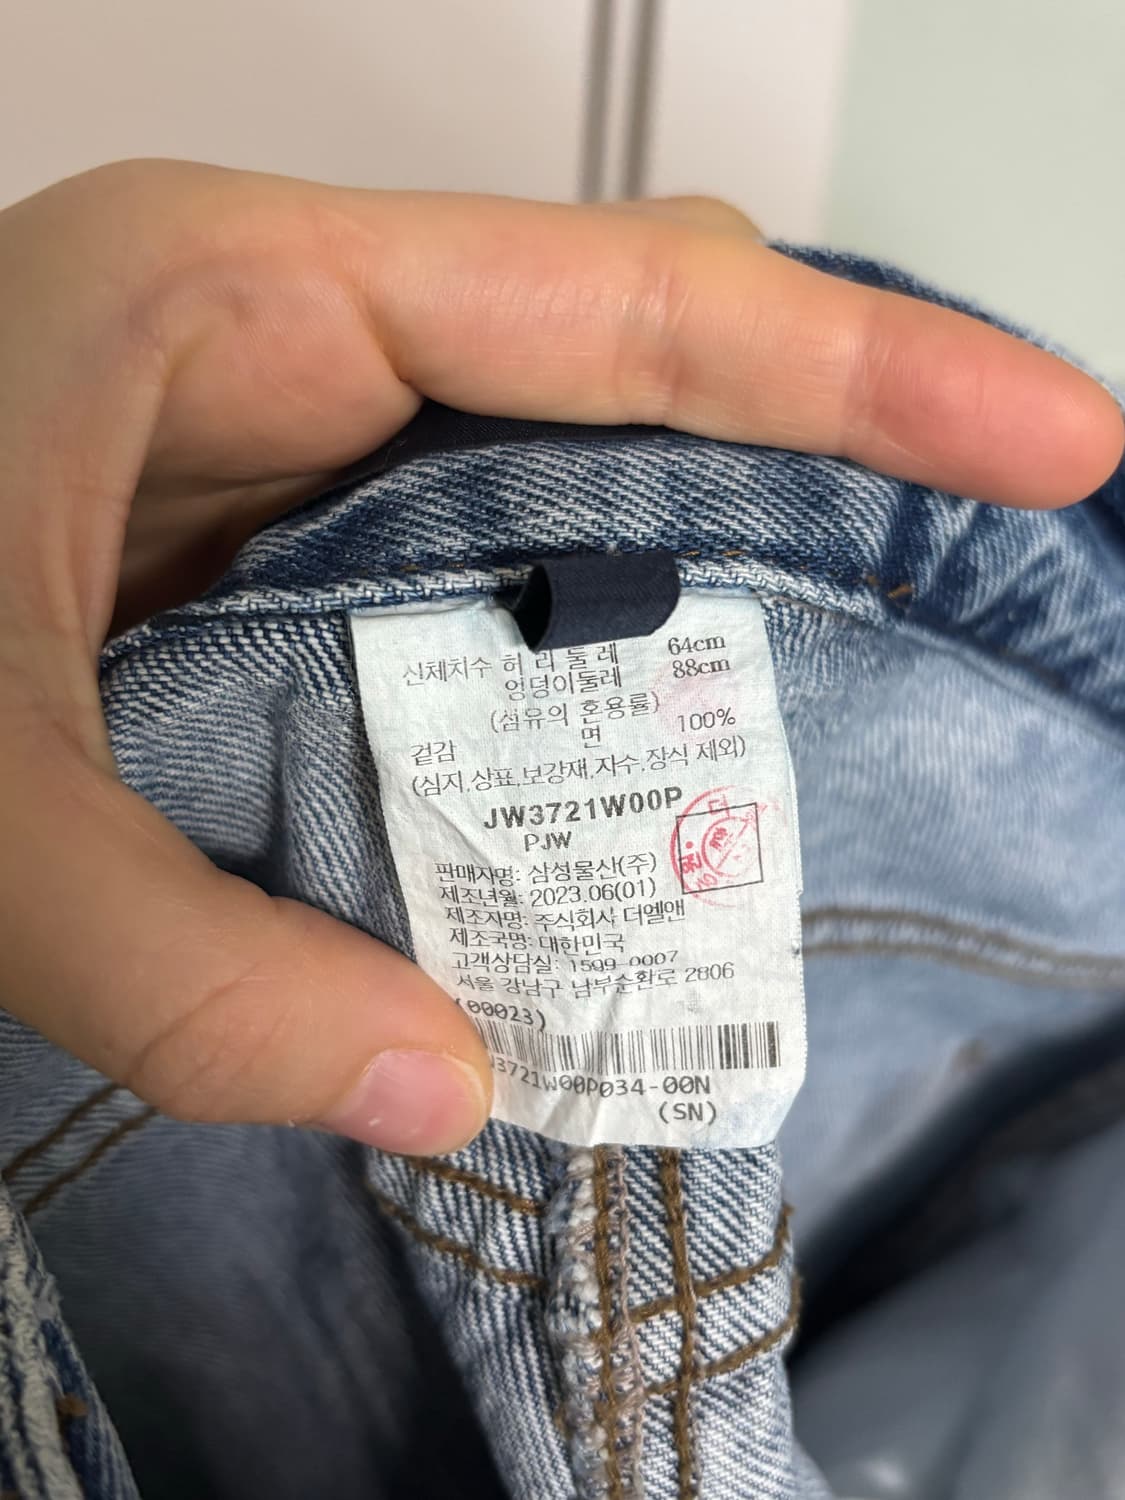 신체치수 허 리 둘 레 64cm
엉덩이둘레 88cm
(섬유의 혼용률)
겉감 면 100%
(심지,상표,보강재,자수,장식 제외)
JW3721W00P
PJW
판매자명: 삼성물산(주)
제조년월: 2023.06(01)
제조자명: 주식회사 더엘앤
제조국명: 대한민국
고객상담실: 1599-0007
서울 강남구 남부순환로 2806
(00023)
3721W00P034-00N
(SN)